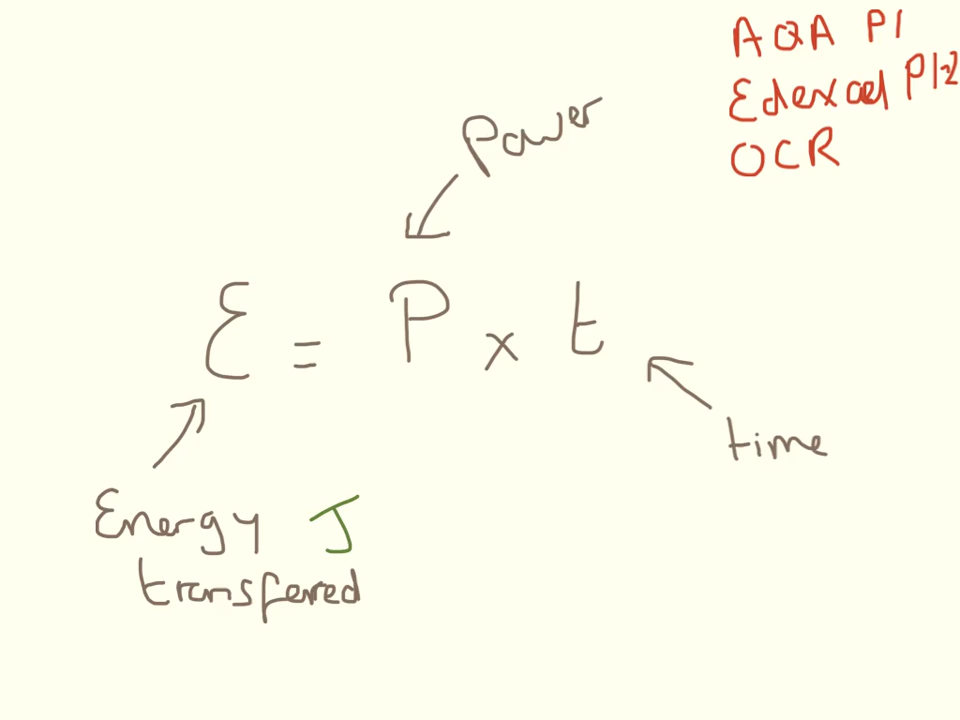 AQA P1
Edexcel P1-2
OCR
Power
E = P x t
time
Energy J
transferred